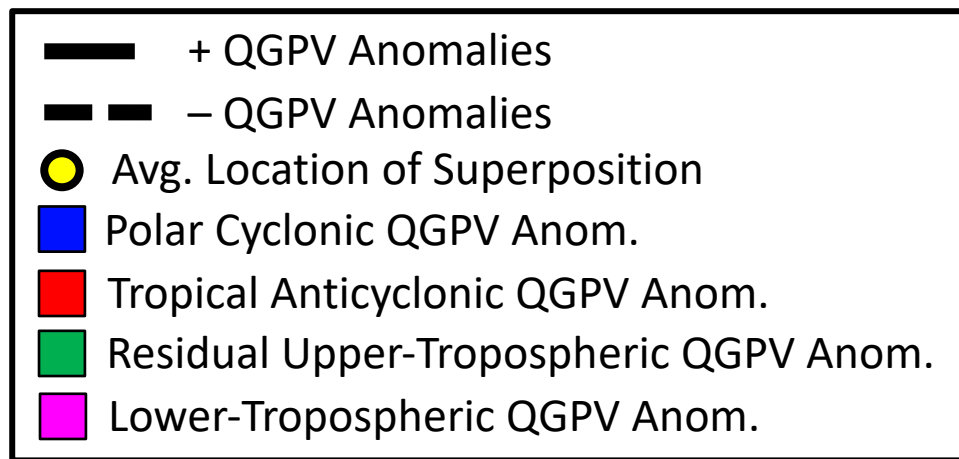 + QGPV Anomalies
– QGPV Anomalies
Avg. Location of Superposition
Polar Cyclonic QGPV Anom.
Tropical Anticyclonic QGPV Anom.
Residual Upper-Tropospheric QGPV Anom.
Lower-Tropospheric QGPV Anom.